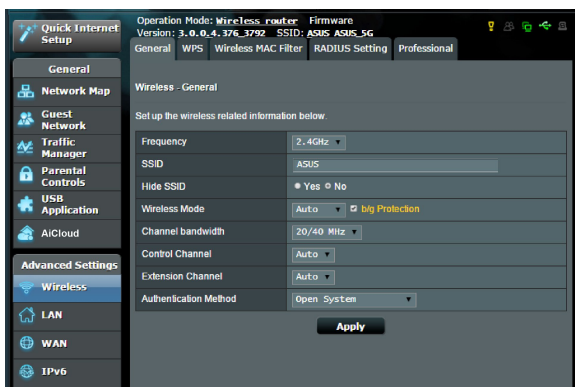 Quick Internet
Setup
Operation Mode: Wireless router Firmware
Version: 3.0.0.4.376_3792 SSID: ASUS ASUS_5G
General WPS Wireless MAC Filter RADIUS Setting Professional
General
Network Map
Guest
Network
Traffic
Manager
Parental
Controls
USB
Application
AiCloud
Advanced Settings
Wireless
LAN
WAN
IPv6
Wireless - General
Set up the wireless related information below.
Frequency 2.4GHz
SSID ASUS
Hide SSID Yes No
Wireless Mode Auto b/g Protection
Channel bandwidth 20/40 MHz
Control Channel Auto
Extension Channel Auto
Authentication Method Open System
Apply